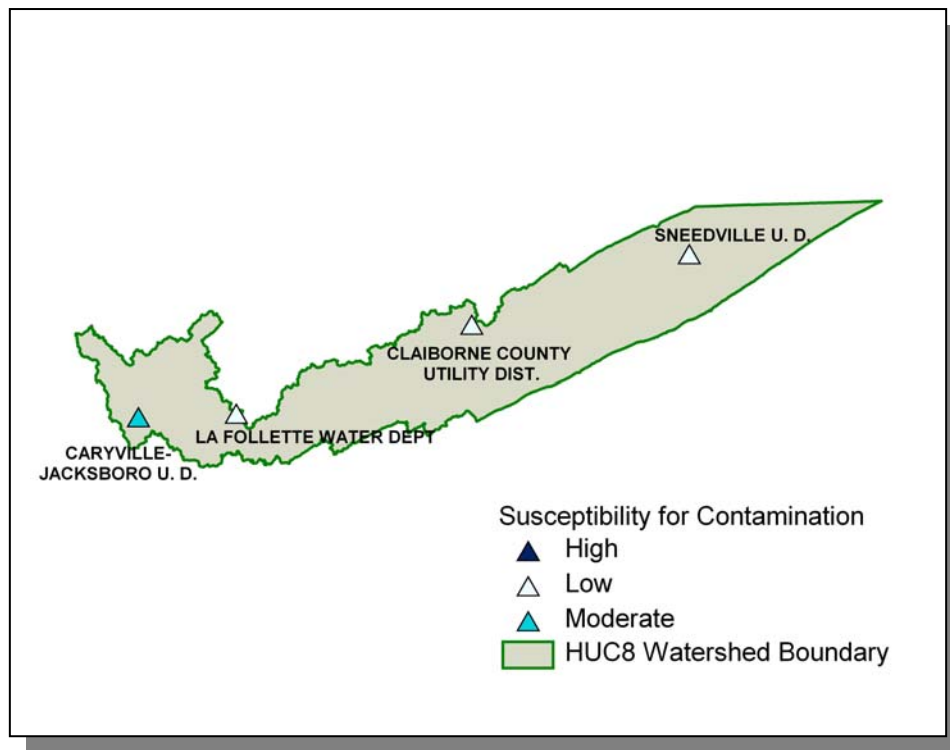 SNEEDVILLE U. D.
CLAIBORNE COUNTY
UTILITY DIST.
LA FOLLETTE WATER DEPT
CARYVILLE-
JACKSBORO U. D.
Susceptibility for Contamination
High
Low
Moderate
HUC8 Watershed Boundary